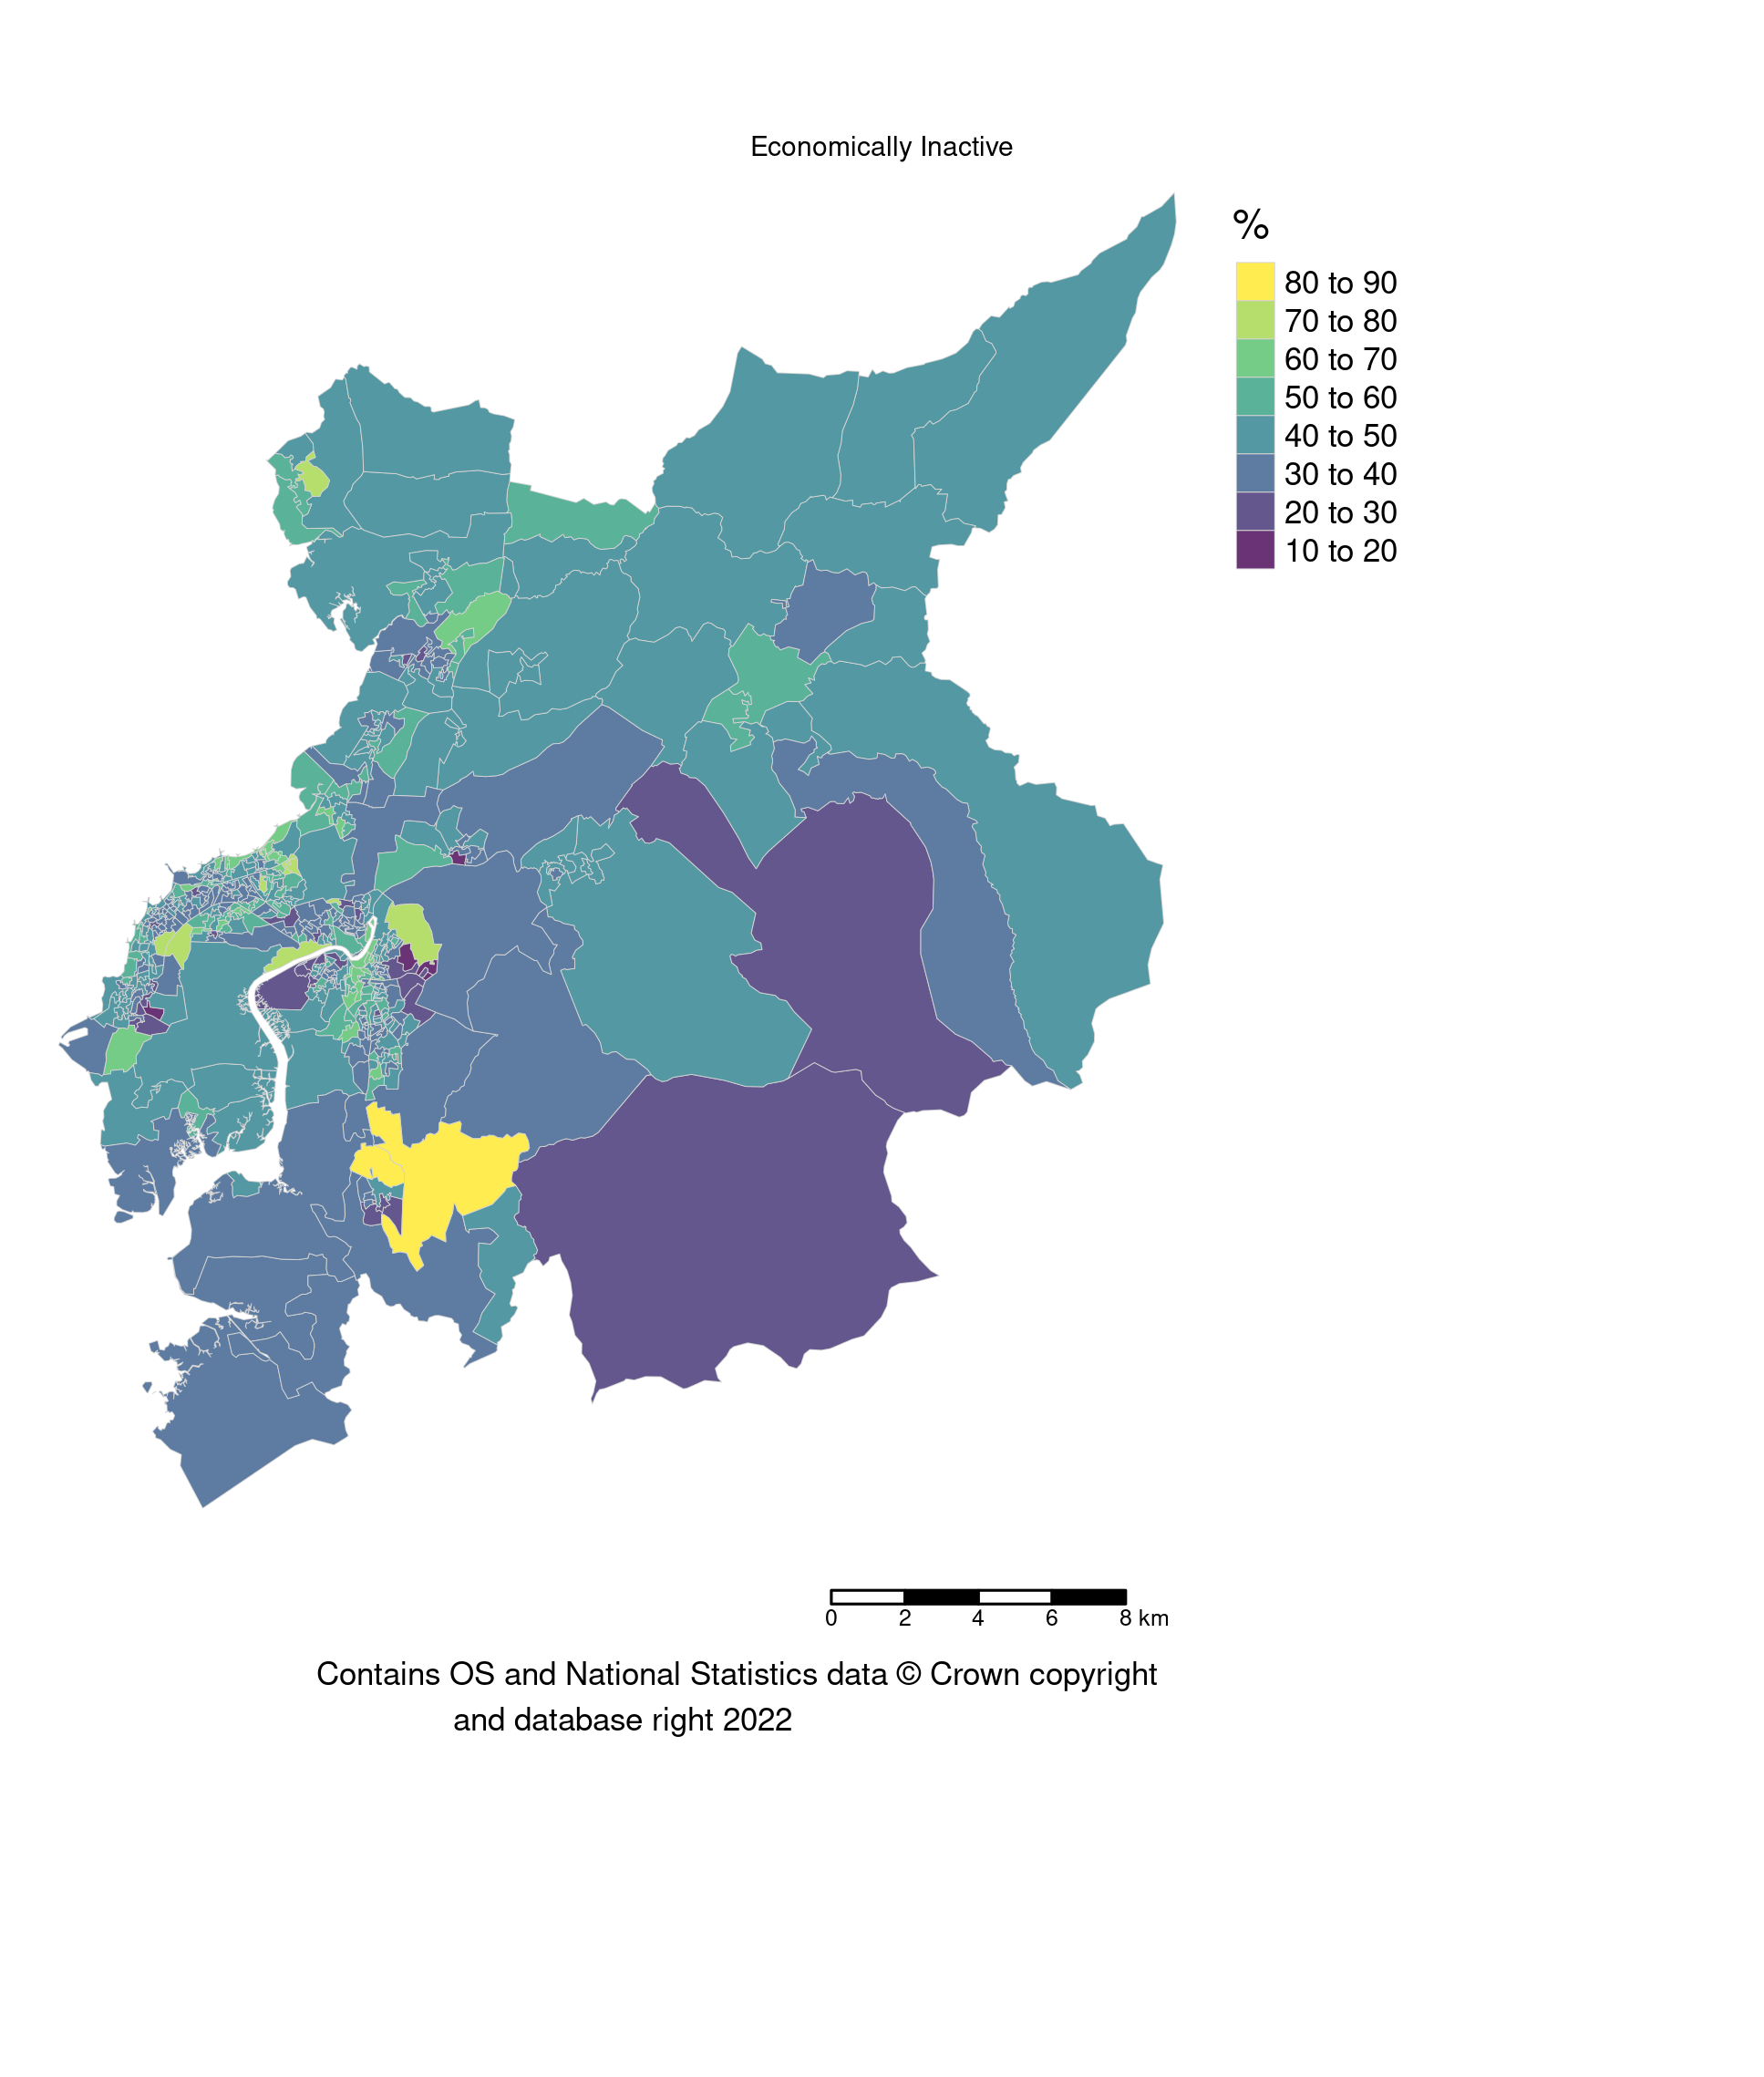 Economically Inactive
%
80 to 90
70 to 80
60 to 70
50 to 60
40 to 50
30 to 40
20 to 30
10 to 20
0 2 4 6 8 km
Contains OS and National Statistics data © Crown copyright
and database right 2022